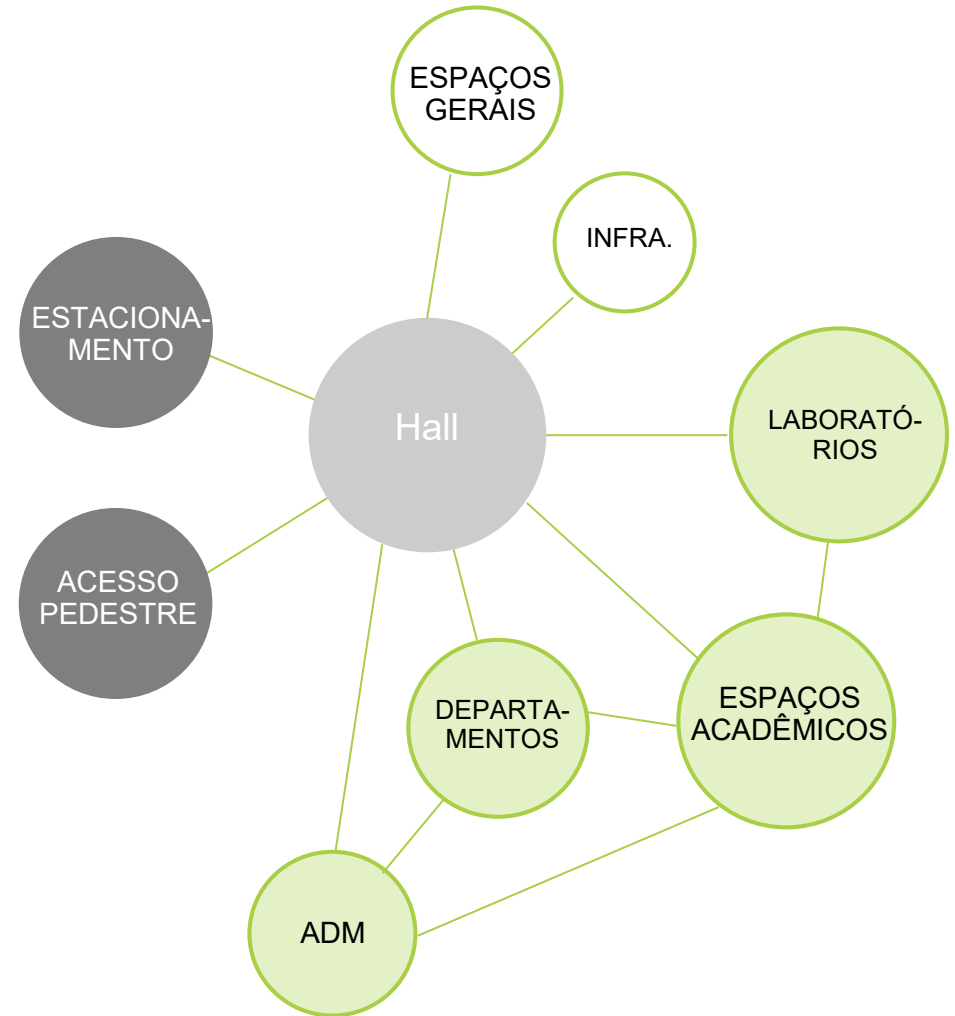 ESPAÇOS
GERAIS
INFRA.
ESTACIONA-
MENTO
Hall
LABORATÓ-
RIOS
ACESSO
PEDESTRE
DEPARTA-
MENTOS
ESPAÇOS
ACADÊMICOS
ADM